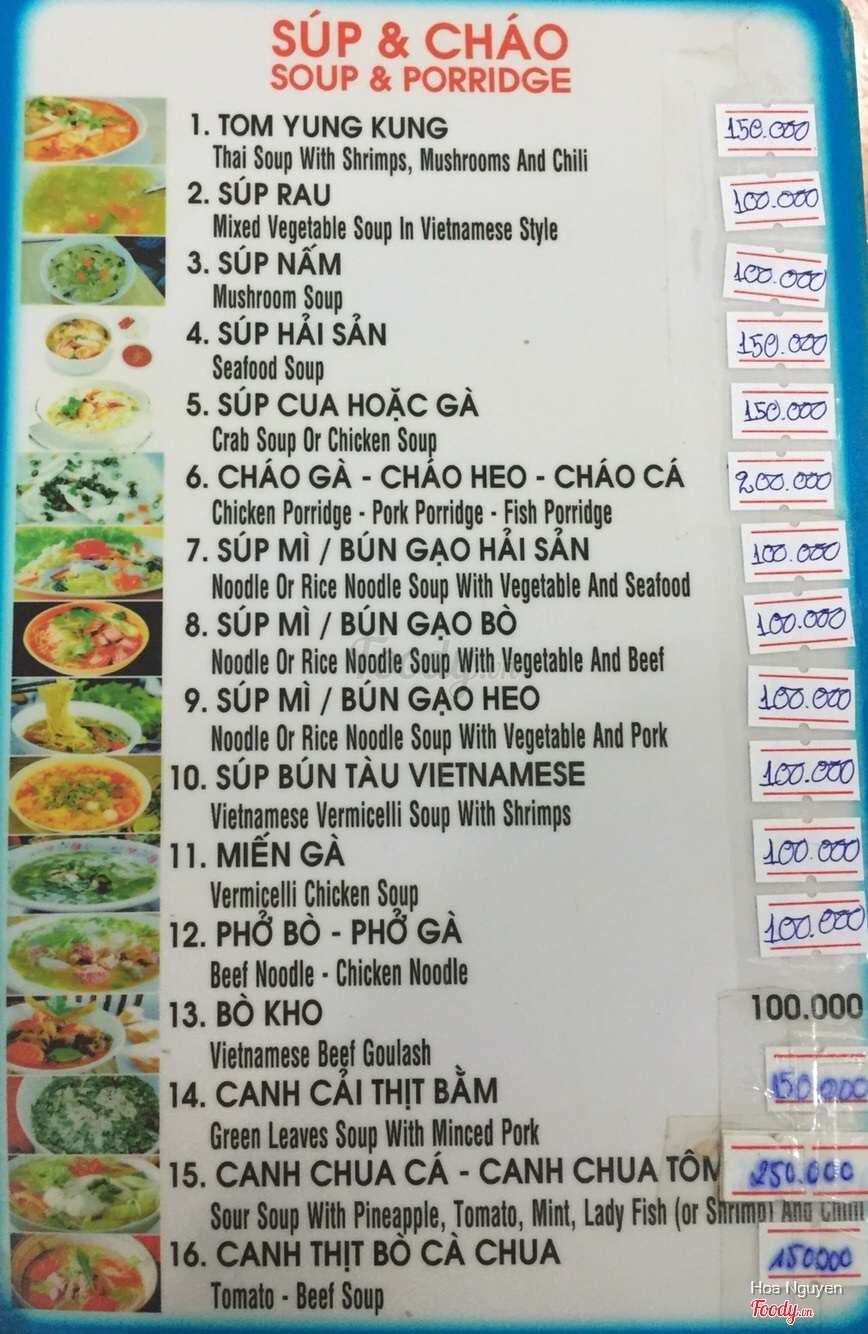 SÚP & CHÁO
SOUP & PORRIDGE
1. TOM YUNG KUNG 150.000
Thai Soup With Shrimps, Mushrooms And Chili
2. SÚP RAU 100.000
Mixed Vegetable Soup In Vietnamese Style
3. SÚP NẤM 100.000
Mushroom Soup
4. SÚP HẢI SẢN 150.000
Seafood Soup
5. SÚP CUA HOẶC GÀ 150.000
Crab Soup Or Chicken Soup
6. CHÁO GÀ - CHÁO HEO - CHÁO CÁ 200.000
Chicken Porridge - Pork Porridge - Fish Porridge
7. SÚP MÌ / BÚN GẠO HẢI SẢN 100.000
Noodle Or Rice Noodle Soup With Vegetable And Seafood
8. SÚP MÌ / BÚN GẠO BÒ 100.000
Noodle Or Rice Noodle Soup With Vegetable And Beef
Foody.vn
9. SÚP MÌ / BÚN GẠO HEO 100.000
Noodle Or Rice Noodle Soup With Vegetable And Pork
10. SÚP BÚN TÀU VIETNAMESE 100.000
Vietnamese Vermicelli Soup With Shrimps
11. MIẾN GÀ 100.000
Vermicelli Chicken Soup
12. PHỞ BÒ - PHỞ GÀ 100.000
Beef Noodle - Chicken Noodle
13. BÒ KHO 100.000
Vietnamese Beef Goulash
14. CANH CẢI THỊT BẰM 150.000
Green Leaves Soup With Minced Pork
15. CANH CHUA CÁ - CANH CHUA TÔM 250.000
Sour Soup With Pineapple, Tomato, Mint, Lady Fish (or Shrimp) And Chili
16. CANH THỊT BÒ CÀ CHUA 150000
Tomato - Beef Soup
Hoa Nguyen
Foody.vn